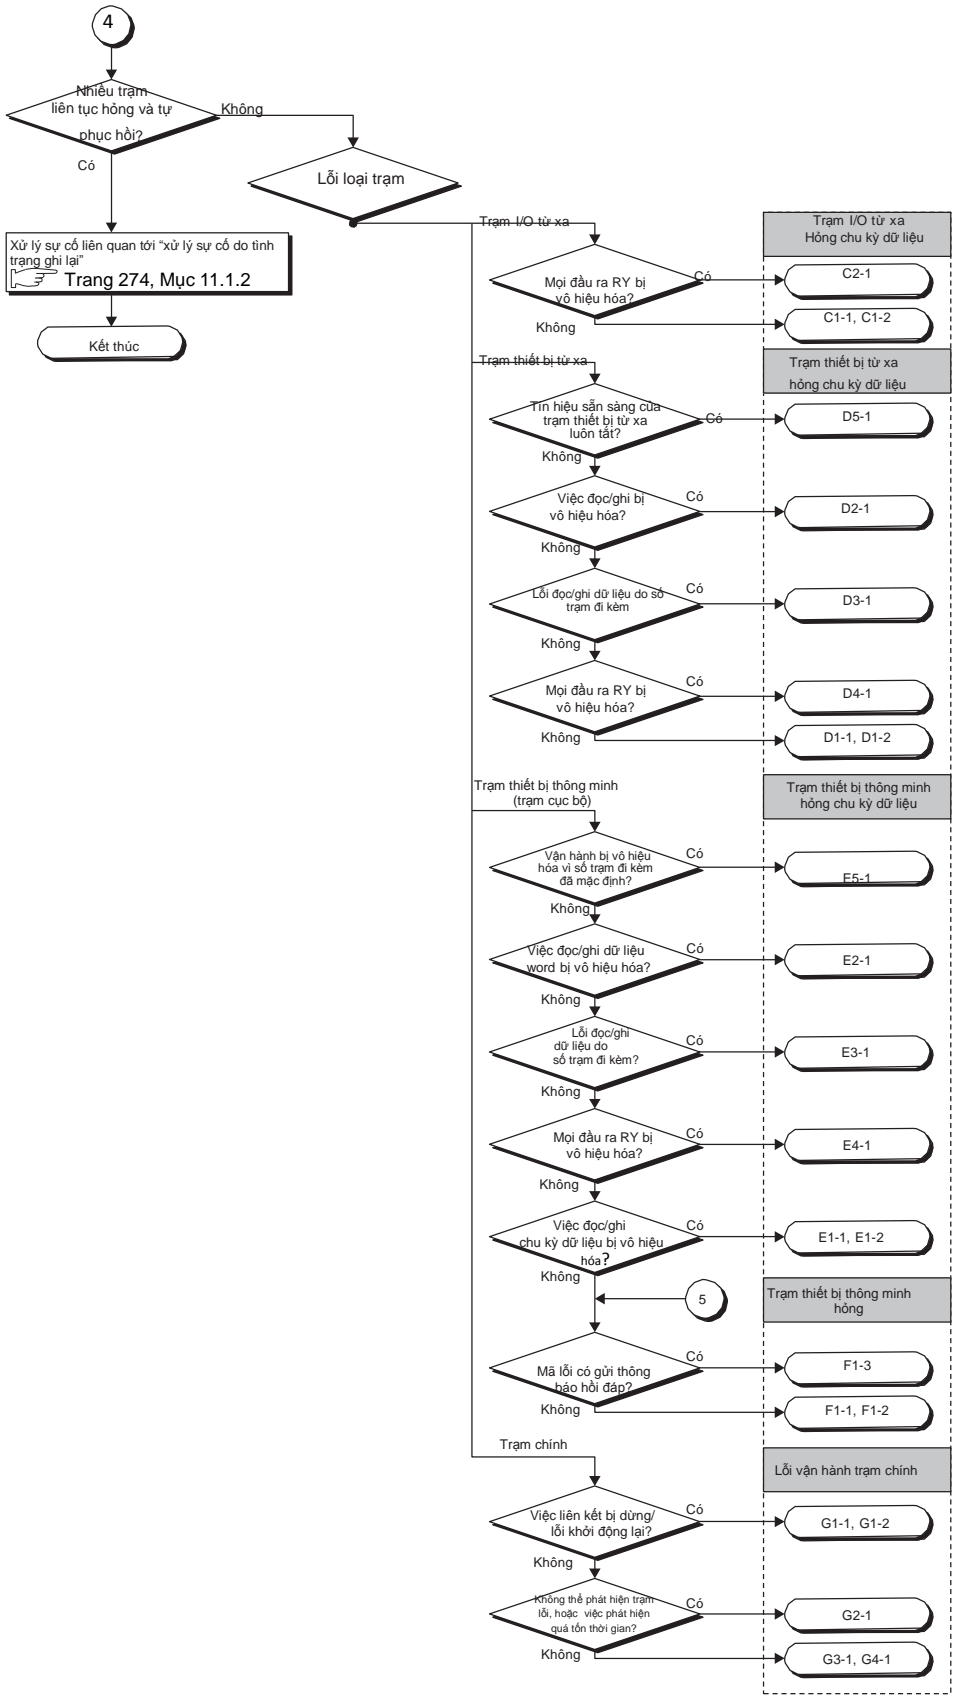 4
Nhiều trạm
liên tục hỏng và tự
phục hồi?
Không
Có
Lỗi loại trạm
Xử lý sự cố liên quan tới “xử lý sự cố do tình
trạng ghi lại”
Trang 274, Mục 11.1.2
Kết thúc
Trạm I/O từ xa
Trạm I/O từ xa
Hỏng chu kỳ dữ liệu
Mọi đầu ra RY bị
vô hiệu hóa?
Có
C2-1
Không
C1-1, C1-2
Trạm thiết bị từ xa
Trạm thiết bị từ xa
hỏng chu kỳ dữ liệu
Tín hiệu sẵn sàng của
trạm thiết bị từ xa
luôn tắt?
Có
D5-1
Không
Việc đọc/ghi bị
vô hiệu hóa?
Có
D2-1
Không
Lỗi đọc/ghi dữ liệu do số
trạm đi kèm
Có
D3-1
Không
Mọi đầu ra RY bị
vô hiệu hóa?
Có
D4-1
Không
D1-1, D1-2
Trạm thiết bị thông minh
(trạm cục bộ)
Trạm thiết bị thông minh
hỏng chu kỳ dữ liệu
Vận hành bị vô hiệu
hóa vì số trạm đi kèm
đã mặc định?
Có
E5-1
Không
Việc đọc/ghi dữ liệu
word bị vô hiệu hóa?
Có
E2-1
Không
Lỗi đọc/ghi
dữ liệu do
số trạm đi kèm?
Có
E3-1
Không
Mọi đầu ra RY bị
vô hiệu hóa?
Có
E4-1
Không
Việc đọc/ghi
chu kỳ dữ liệu bị vô hiệu
hóa?
Có
E1-1, E1-2
Không
5
Trạm thiết bị thông minh
hỏng
Mã lỗi có gửi thông
báo hồi đáp?
Có
F1-3
Không
F1-1, F1-2
Trạm chính
Lỗi vận hành trạm chính
Việc liên kết bị dừng/
lỗi khởi động lại?
Có
G1-1, G1-2
Không
Không thể phát hiện trạm
lỗi, hoặc việc phát hiện
quá tốn thời gian?
Có
G2-1
Không
G3-1, G4-1